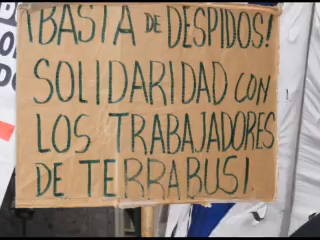 ¡BASTA DE DESPIDOS!
SOLIDARIDAD CON
LOS TRABAJADORES
DE TERRABUSI.